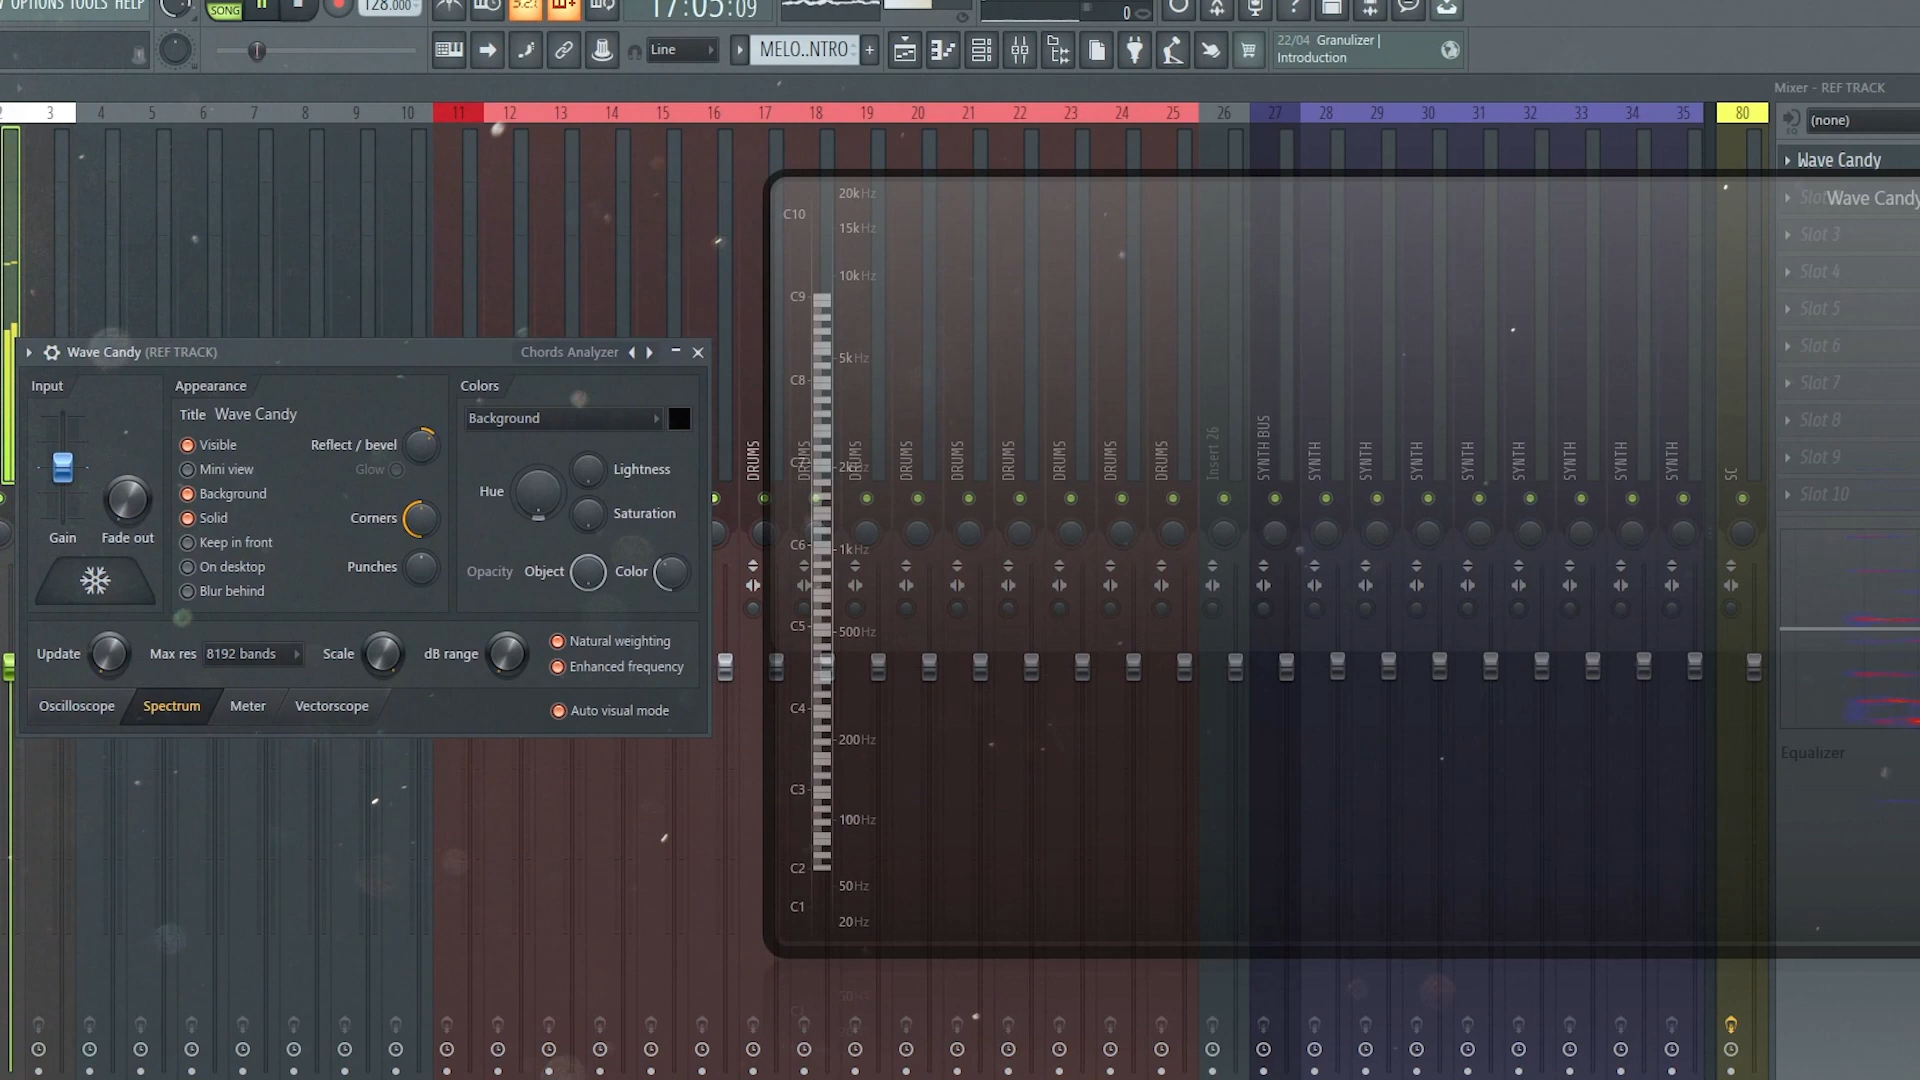 OPTIONS TOOLS HELP
SONG
128.000
17:05:09
0
Line
MELO..NTRO
22/04 Granulizer |
Introduction
Mixer - REF TRACK
3 4 5 6 7 8 9 10 11 12 13 14 15 16 17 18 19 20 21 22 23 24 25 26 27 28 29 30 31 32 33 34 35 80
(none)
Wave Candy
Wave Candy
Slot 3
Slot 4
Slot 5
Slot 6
Slot 7
Slot 8
Slot 9
Slot 10
Equalizer
20kHz
C10
15kHz
10kHz
C9
5kHz
C8
C7
2kHz
C6
1kHz
C5
500Hz
C4
200Hz
C3
100Hz
C2
50Hz
C1
20Hz
DRUMS
DRUMS
DRUMS
DRUMS
DRUMS
DRUMS
DRUMS
DRUMS
DRUMS
Insert 26
SYNTH BUS
SYNTH
SYNTH
SYNTH
SYNTH
SYNTH
SYNTH
SYNTH
SYNTH
SC
Wave Candy (REF TRACK)
Chords Analyzer
Input
Appearance
Colors
Title Wave Candy
Background
Visible
Reflect / bevel
Mini view
Glow
Lightness
Background
Hue
Solid
Corners
Saturation
Gain
Fade out
Keep in front
On desktop
Punches
Opacity
Object
Color
Blur behind
Update
Max res
8192 bands
Scale
dB range
Natural weighting
Enhanced frequency
Oscilloscope
Spectrum
Meter
Vectorscope
Auto visual mode